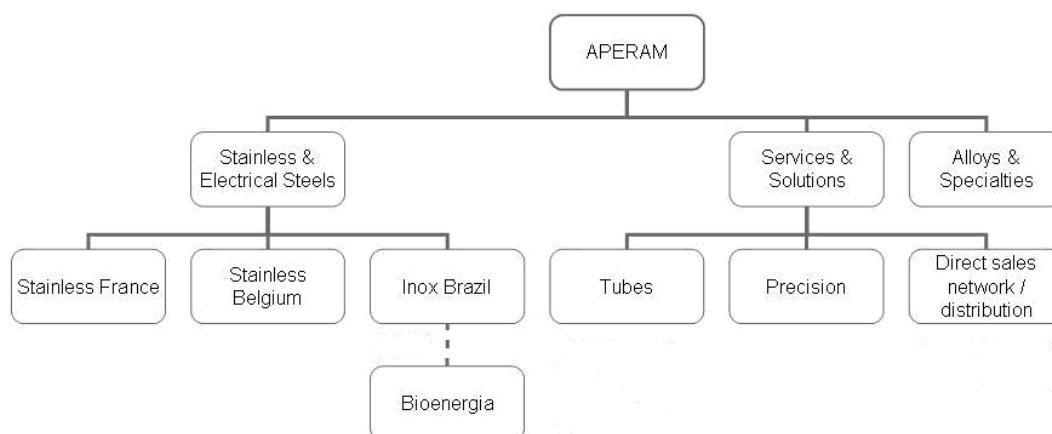 APERAM
Stainless &
Electrical Steels
Services &
Solutions
Alloys &
Specialties
Stainless France
Stainless
Belgium
Inox Brazil
Tubes
Precision
Direct sales
network /
distribution
Bioenergia